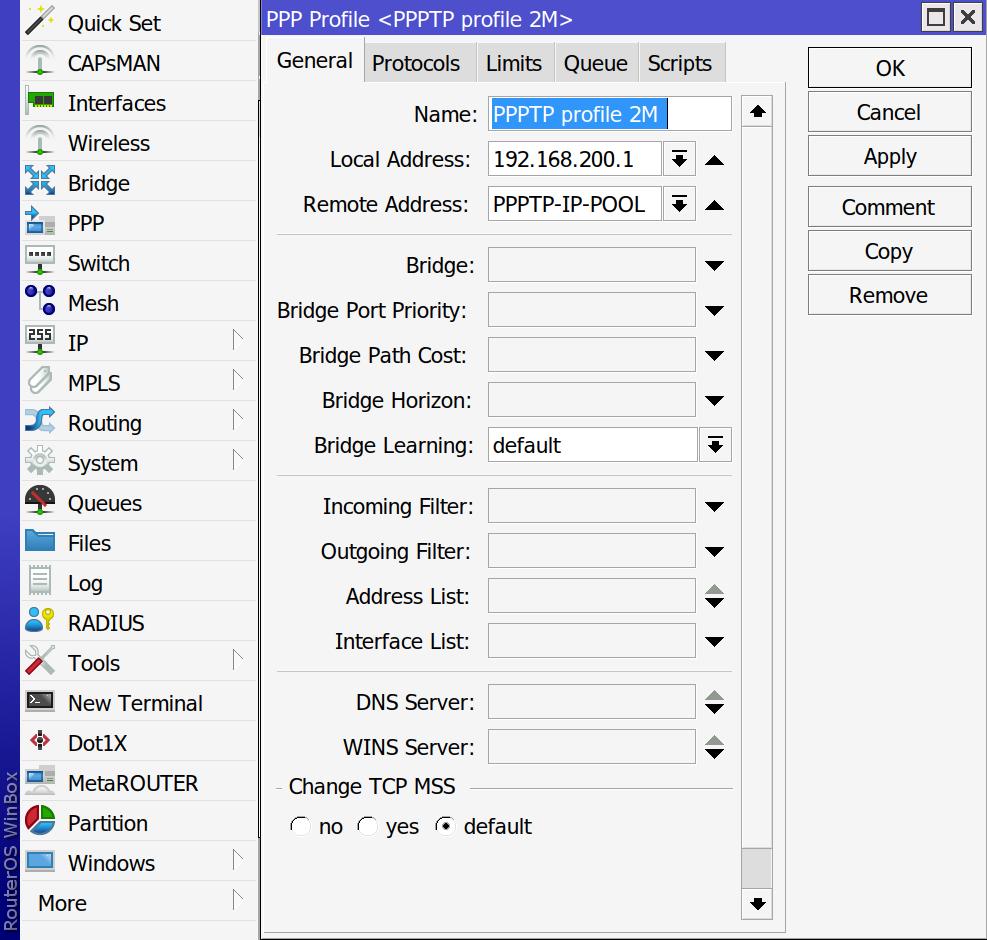 Quick Set
CAPsMAN
Interfaces
Wireless
Bridge
PPP
Switch
Mesh
255
IP
MPLS
Routing
System
Queues
Files
Log
RADIUS
Tools
New Terminal
Dot1X
MetaROUTER
Partition
Windows
More
RouterOS WinBox
PPP Profile <PPPTP profile 2M>
General Protocols Limits Queue Scripts
Name: PPPTP profile 2M
Local Address: 192.168.200.1
Remote Address: PPPTP-IP-POOL
Bridge:
Bridge Port Priority:
Bridge Path Cost:
Bridge Horizon:
Bridge Learning: default
Incoming Filter:
Outgoing Filter:
Address List:
Interface List:
DNS Server:
WINS Server:
Change TCP MSS
no yes default
OK
Cancel
Apply
Comment
Copy
Remove